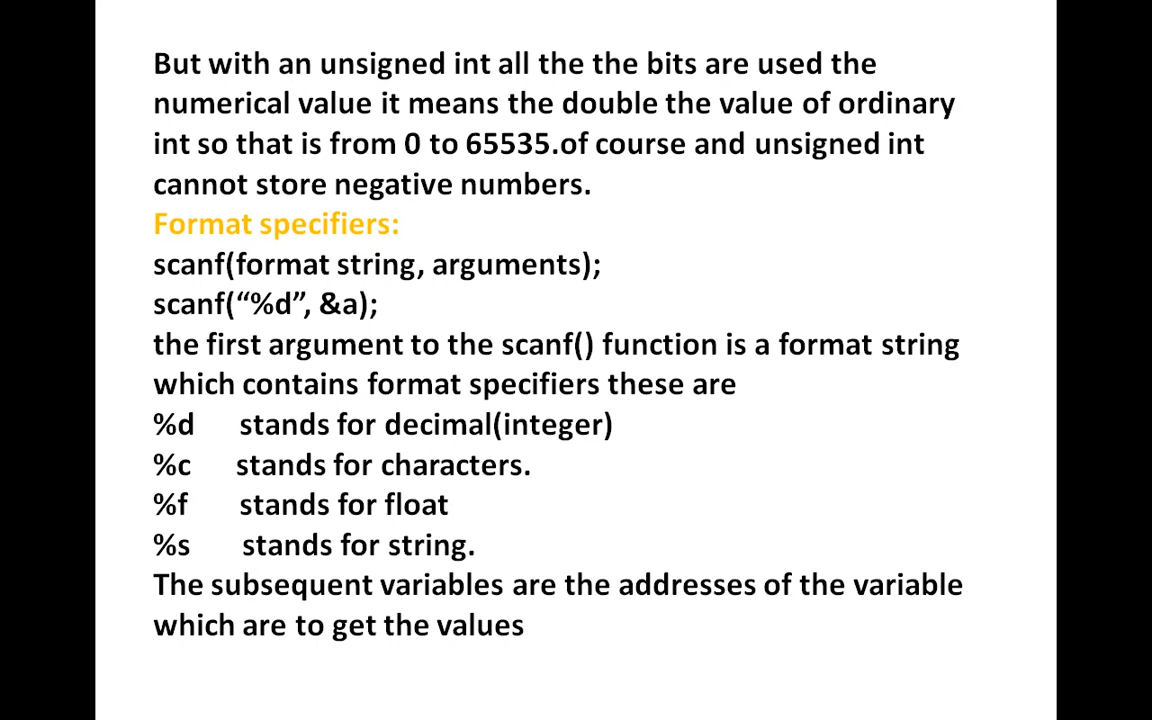 But with an unsigned int all the the bits are used the
numerical value it means the double the value of ordinary
int so that is from 0 to 65535.of course and unsigned int
cannot store negative numbers.
Format specifiers:
scanf(format string, arguments);
scanf(“%d”, &a);
the first argument to the scanf() function is a format string
which contains format specifiers these are
%d stands for decimal(integer)
%c stands for characters.
%f stands for float
%s stands for string.
The subsequent variables are the addresses of the variable
which are to get the values